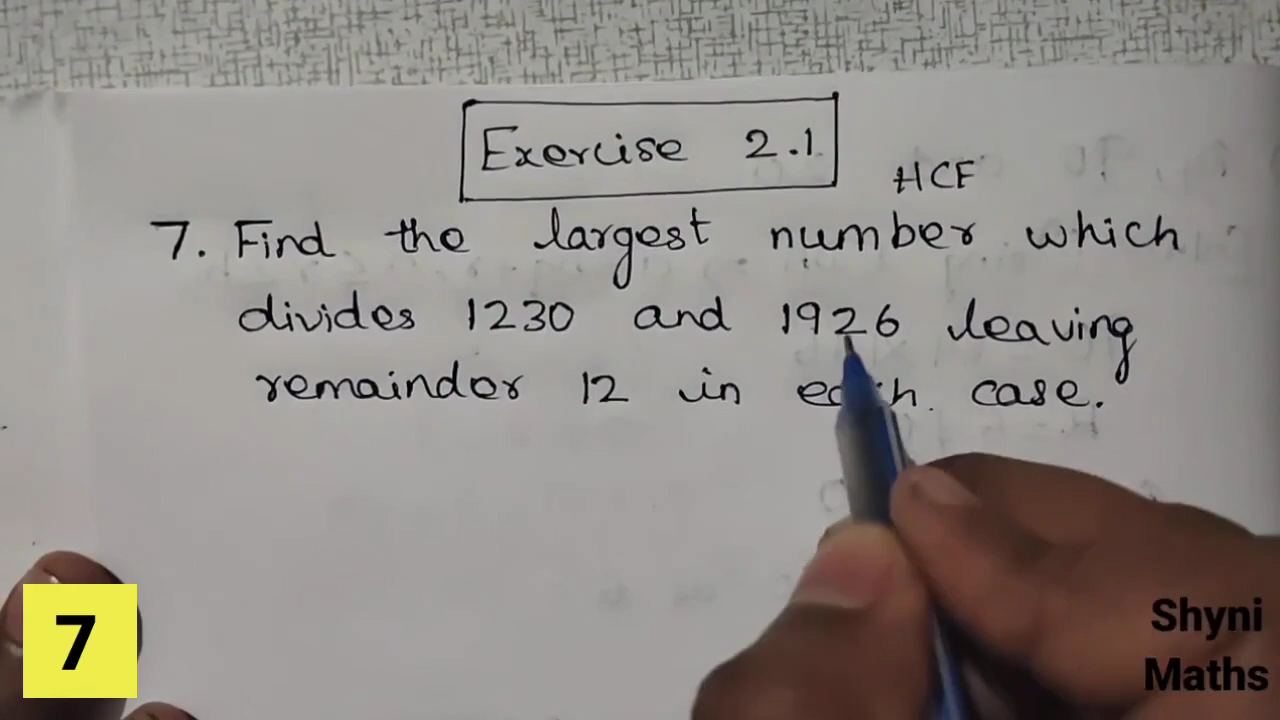 Exercise 2.1
HCF
7. Find the largest number which
divides 1230 and 1926 leaving
remainder 12 in each case.
7
Shyni
Maths